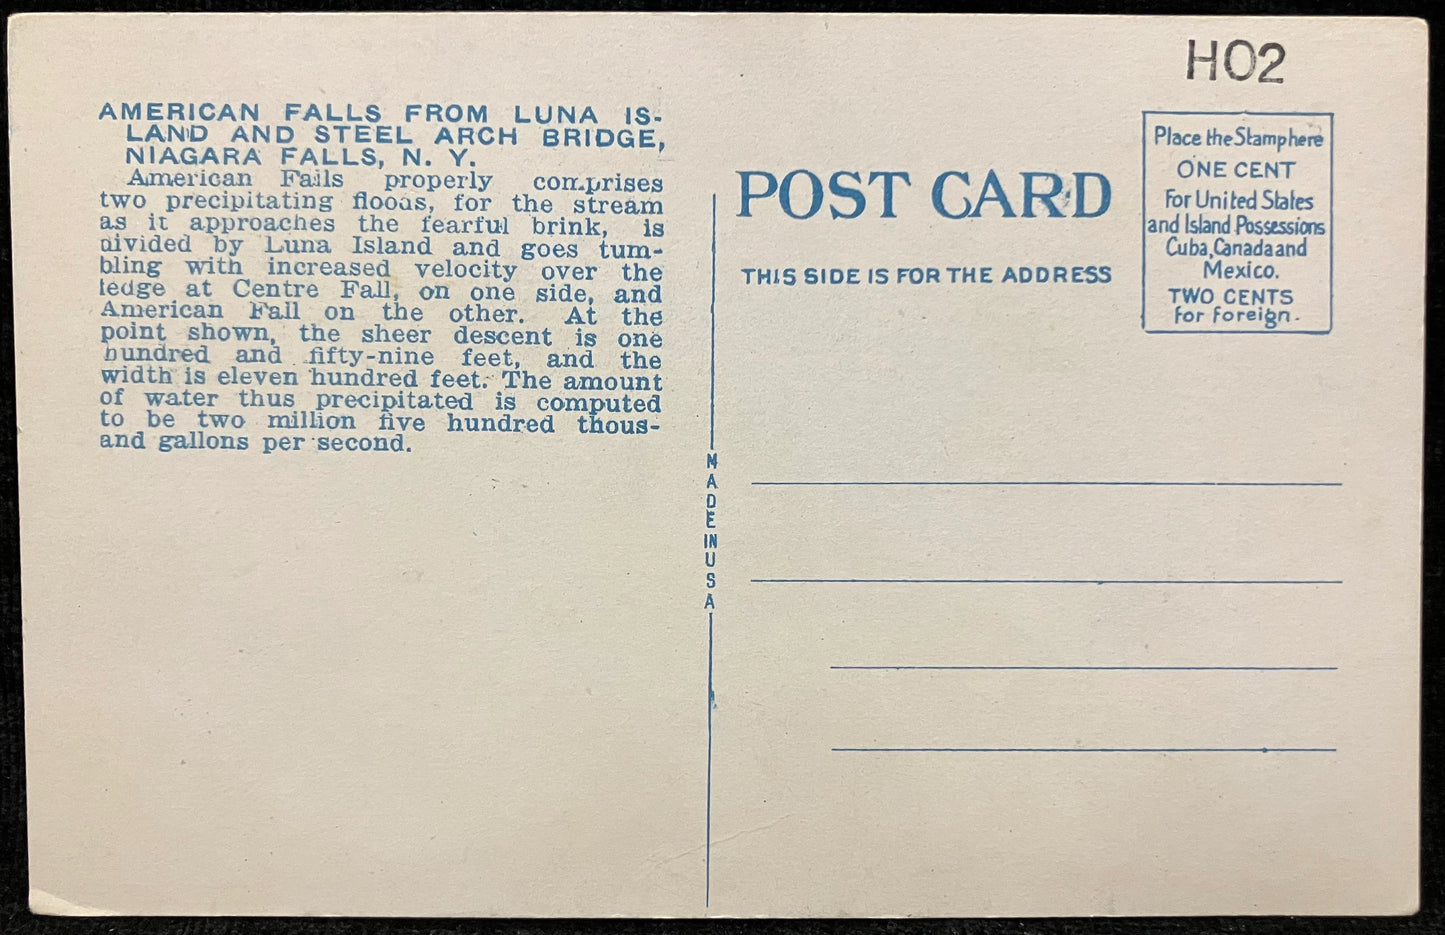 HO2
AMERICAN FALLS FROM LUNA IS-
LAND AND STEEL ARCH BRIDGE,
NIAGARA FALLS, N. Y.
American Falls properly comprises
two precipitating floods, for the stream
as it approaches the fearful brink, is
divided by Luna Island and goes tum-
bling with increased velocity over the
ledge at Centre Fall, on one side, and
American Fall on the other. At the
point shown, the sheer descent is one
hundred and fifty-nine feet, and the
width is eleven hundred feet. The amount
of water thus precipitated is computed
to be two million five hundred thous-
and gallons per second.
MADE IN USA
POST CARD
THIS SIDE IS FOR THE ADDRESS
Place the Stamp here
ONE CENT
For United States
and Island Possessions
Cuba, Canada and
Mexico.
TWO CENTS
for foreign.